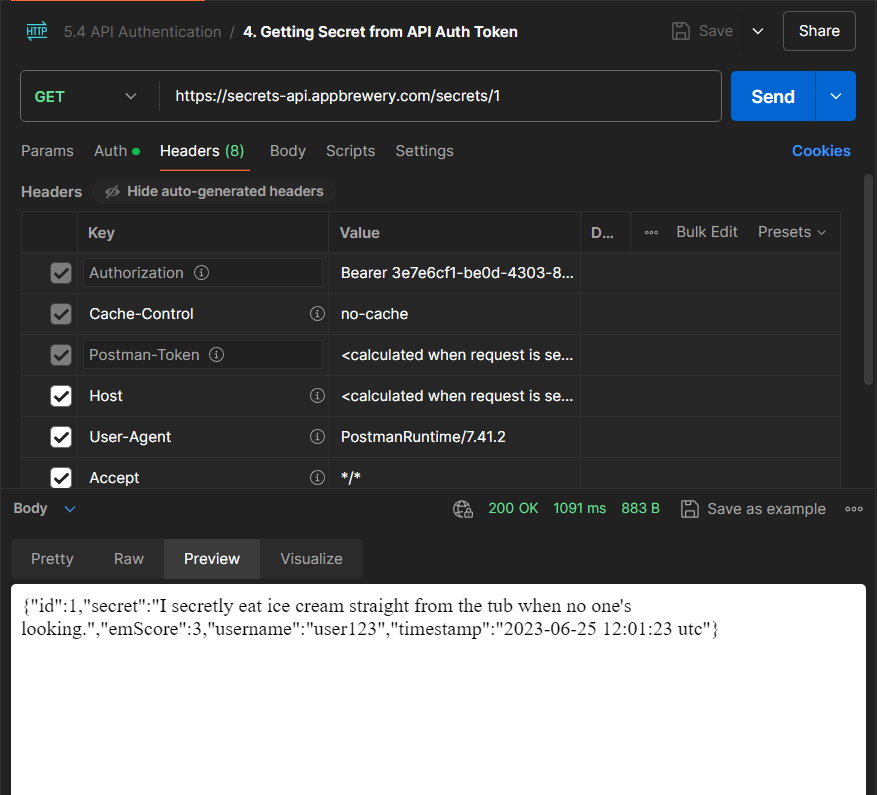 HTTP 5.4 API Authentication / 4. Getting Secret from API Auth Token Save Share
GET https://secrets-api.appbrewery.com/secrets/1 Send
Params Auth Headers (8) Body Scripts Settings Cookies
Headers Hide auto-generated headers
Key Value D... Bulk Edit Presets
Authorization Bearer 3e7e6cf1-be0d-4303-8...
Cache-Control no-cache
Postman-Token <calculated when request is se...
Host <calculated when request is se...
User-Agent PostmanRuntime/7.41.2
Accept */*
Body 200 OK 1091 ms 883 B Save as example
Pretty Raw Preview Visualize
{"id":1,"secret":"I secretly eat ice cream straight from the tub when no one's
looking.","emScore":3,"username":"user123","timestamp":"2023-06-25 12:01:23 utc"}